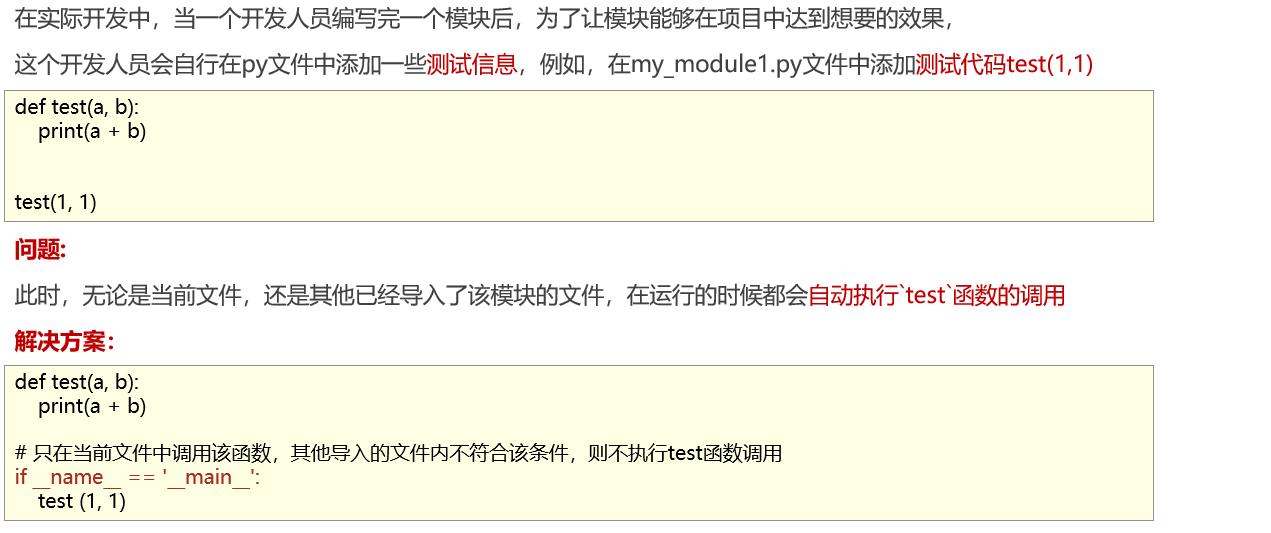 在实际开发中，当一个开发人员编写完一个模块后，为了让模块能够在项目中达到想要的效果，
这个开发人员会自行在py文件中添加一些测试信息，例如，在my_module1.py文件中添加测试代码test(1,1)
def test(a, b):
    print(a + b)
test(1, 1)
问题:
此时，无论是当前文件，还是其他已经导入了该模块的文件，在运行的时候都会自动执行`test`函数的调用
解决方案：
def test(a, b):
    print(a + b)
# 只在当前文件中调用该函数，其他导入的文件内不符合该条件，则不执行test函数调用
if __name__ == '__main__':
    test (1, 1)